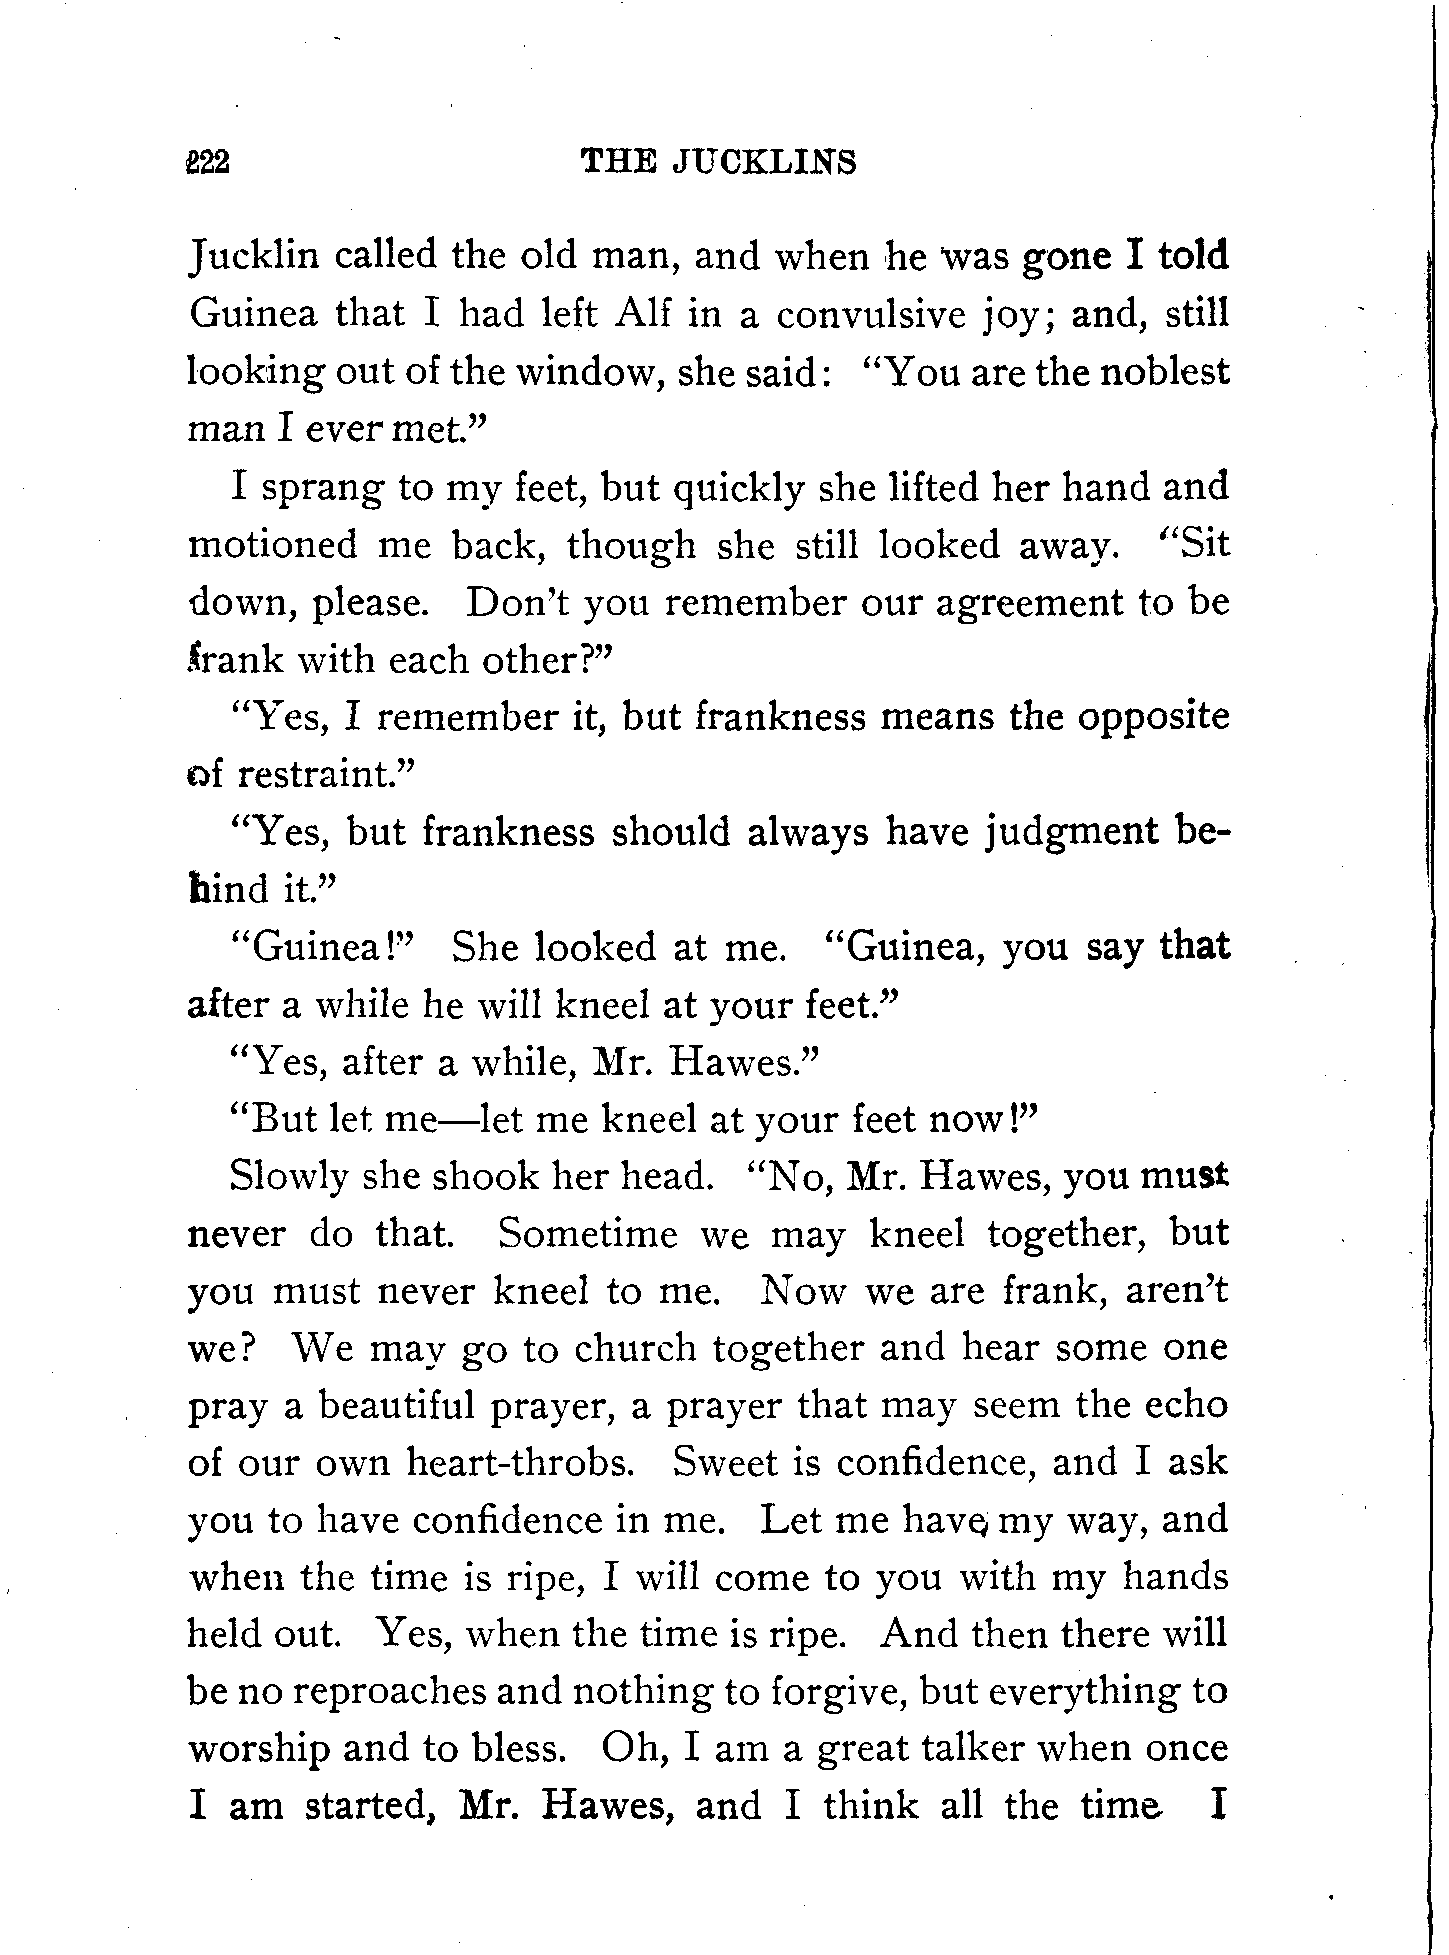 222 THE JUCKLINS
Jucklin called the old man, and when he was gone I told
Guinea that I had left Alf in a convulsive joy; and, still
looking out of the window, she said: "You are the noblest
man I ever met."
I sprang to my feet, but quickly she lifted her hand and
motioned me back, though she still looked away. "Sit
down, please. Don't you remember our agreement to be
frank with each other?"
"Yes, I remember it, but frankness means the opposite
of restraint."
"Yes, but frankness should always have judgment be-
hind it."
"Guinea!" She looked at me. "Guinea, you say that
after a while he will kneel at your feet."
"Yes, after a while, Mr. Hawes."
"But let me—let me kneel at your feet now!"
Slowly she shook her head. "No, Mr. Hawes, you must
never do that. Sometime we may kneel together, but
you must never kneel to me. Now we are frank, aren't
we? We may go to church together and hear some one
pray a beautiful prayer, a prayer that may seem the echo
of our own heart-throbs. Sweet is confidence, and I ask
you to have confidence in me. Let me have my way, and
when the time is ripe, I will come to you with my hands
held out. Yes, when the time is ripe. And then there will
be no reproaches and nothing to forgive, but everything to
worship and to bless. Oh, I am a great talker when once
I am started, Mr. Hawes, and I think all the time I